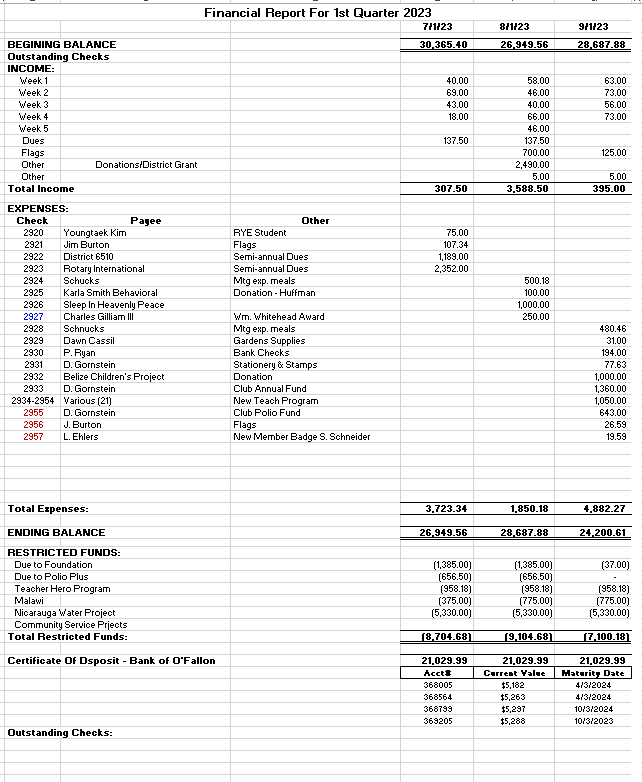 Financial Report For 1st Quarter 2023
7/1/23 8/1/23 9/1/23
BEGINING BALANCE 30,365.40 26,949.56 28,687.88
Outstanding Checks
INCOME:
Week 1 40.00 58.00 63.00
Week 2 69.00 46.00 73.00
Week 3 43.00 40.00 56.00
Week 4 18.00 66.00 73.00
Week 5 46.00
Dues 137.50 137.50
Flags 700.00 125.00
Other Donations/District Grant 2,490.00
Other 5.00 5.00
Total Income 307.50 3,588.50 395.00
EXPENSES:
Check Payee Other
2920 Youngtaek Kim RYE Student 75.00
2921 Jim Burton Flags 107.34
2922 District 6510 Semi-annual Dues 1,189.00
2923 Rotary International Semi-annual Dues 2,352.00
2924 Schucks Mtg exp. meals 500.18
2925 Karla Smith Behavioral Donation - Huffman 100.00
2926 Sleep In Heavenly Peace 1,000.00
2927 Charles Gilliam III Wm. Whitehead Award 250.00
2928 Schnucks Mtg exp. meals 480.46
2929 Dawn Cassil Gardens Supplies 31.00
2930 P. Ryan Bank Checks 194.00
2931 D. Gornstein Stationery & Stamps 77.63
2932 Belize Children's Project Donation 1,000.00
2933 D. Gornstein Club Annual Fund 1,360.00
2934-2954 Various (21) New Teach Program 1,050.00
2955 D. Gornstein Club Polio Fund 643.00
2956 J. Burton Flags 26.59
2957 L. Ehlers New Member Badge S. Schneider 19.59
Total Expenses: 3,723.34 1,850.18 4,882.27
ENDING BALANCE 26,949.56 28,687.88 24,200.61
RESTRICTED FUNDS:
Due to Foundation (1,385.00) (1,385.00) (37.00)
Due to Polio Plus (656.50) (656.50) -
Teacher Hero Program (958.18) (958.18) (958.18)
Malawi (375.00) (775.00) (775.00)
Nicarauga Water Project (5,330.00) (5,330.00) (5,330.00)
Community Service Prjects
Total Restricted Funds: (8,704.68) (9,104.68) (7,100.18)
Certificate Of Dsposit - Bank of O'Fallon 21,029.99 21,029.99 21,029.99
Acct# Current Value Maturity Date
368005 $5,182 4/3/2024
368564 $5,263 4/3/2024
368799 $5,297 10/3/2024
369205 $5,288 10/3/2023
Outstanding Checks: